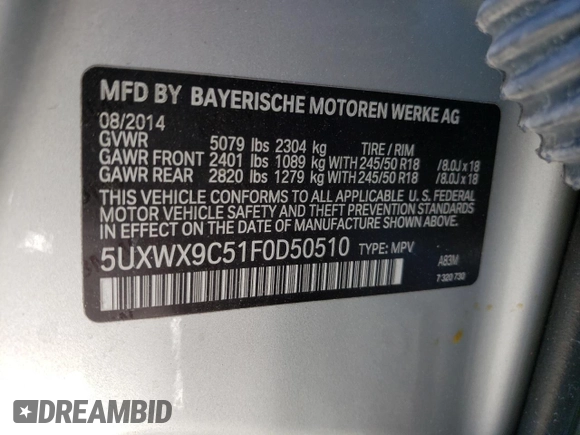 MFD BY BAYERISCHE MOTOREN WERKE AG
08/2014
GVWR 5079 lbs 2304 kg TIRE / RIM
GAWR FRONT 2401 lbs 1089 kg WITH 245/50 R18 /8.0J x 18
GAWR REAR 2820 lbs 1279 kg WITH 245/50 R18 /8.0J x 18
THIS VEHICLE CONFORMS TO ALL APPLICABLE U. S. FEDERAL
MOTOR VEHICLE SAFETY AND THEFT PREVENTION STANDARDS
IN EFFECT ON THE DATE OF MANUFACTURE SHOWN ABOVE.
5UXWX9C51F0D50510 TYPE: MPV
A83M
7 320 730
DREAMBID